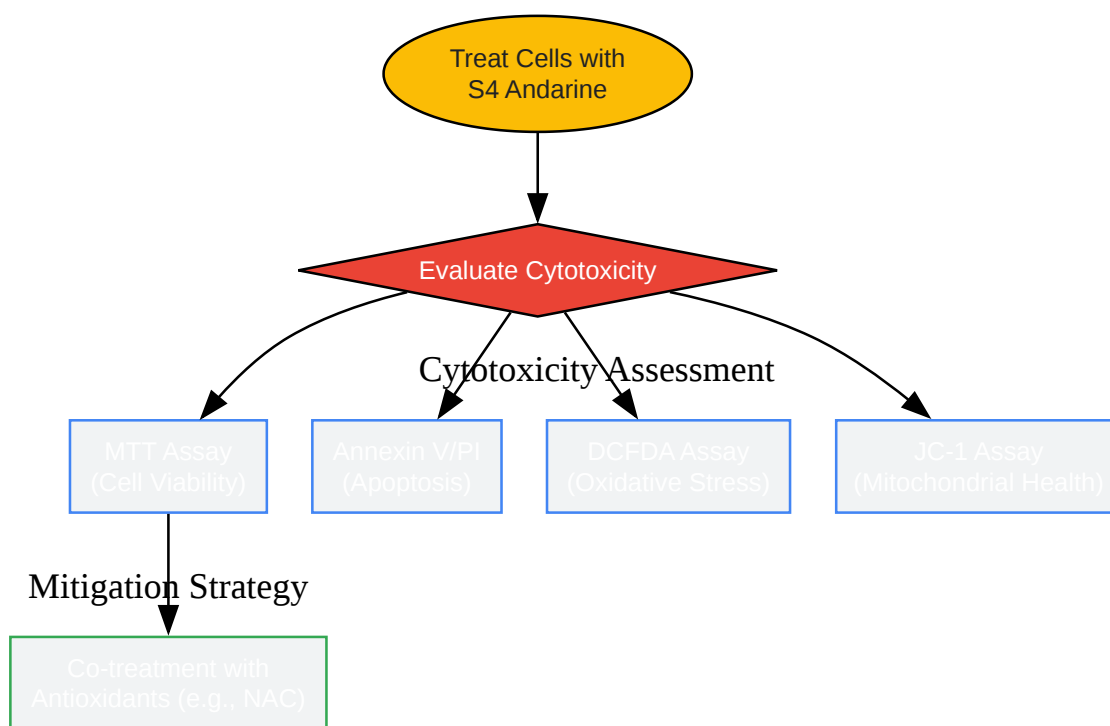 Treat Cells with
S4 Andarine
Evaluate Cytotoxicity
Cytotoxicity Assessment
MTT Assay
(Cell Viability)
Annexin V/PI
(Apoptosis)
DCFDA Assay
(Oxidative Stress)
JC-1 Assay
(Mitochondrial Health)
Mitigation Strategy
Co-treatment with
Antioxidants (e.g., NAC)